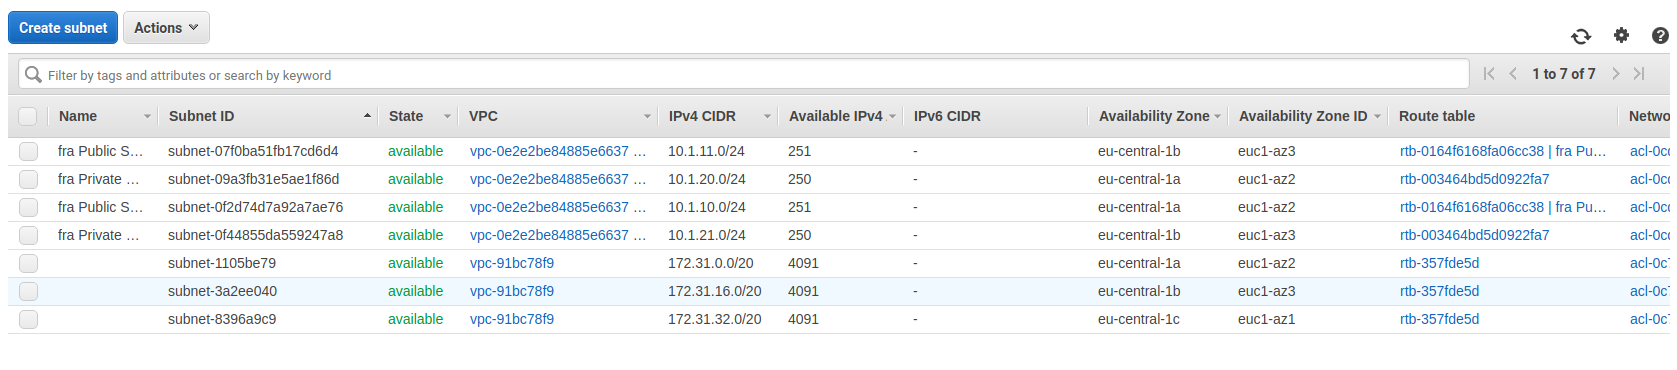 Create subnet Actions
Filter by tags and attributes or search by keyword 1 to 7 of 7
Name Subnet ID State VPC IPv4 CIDR Available IPv4 IPv6 CIDR Availability Zone Availability Zone ID Route table Netwo
fra Public S... subnet-07f0ba51fb17cd6d4 available vpc-0e2e2be84885e6637 ... 10.1.11.0/24 251 - eu-central-1b euc1-az3 rtb-0164f6168fa06cc38 | fra Pu... acl-0cc
fra Private ... subnet-09a3fb31e5ae1f86d available vpc-0e2e2be84885e6637 ... 10.1.20.0/24 250 - eu-central-1a euc1-az2 rtb-003464bd5d0922fa7 acl-0cc
fra Public S... subnet-0f2d74d7a92a7ae76 available vpc-0e2e2be84885e6637 ... 10.1.10.0/24 251 - eu-central-1a euc1-az2 rtb-0164f6168fa06cc38 | fra Pu... acl-0cc
fra Private ... subnet-0f44855da559247a8 available vpc-0e2e2be84885e6637 ... 10.1.21.0/24 250 - eu-central-1b euc1-az3 rtb-003464bd5d0922fa7 acl-0cc
subnet-1105be79 available vpc-91bc78f9 172.31.0.0/20 4091 - eu-central-1a euc1-az2 rtb-357fde5d acl-0c7
subnet-3a2ee040 available vpc-91bc78f9 172.31.16.0/20 4091 - eu-central-1b euc1-az3 rtb-357fde5d acl-0c7
subnet-8396a9c9 available vpc-91bc78f9 172.31.32.0/20 4091 - eu-central-1c euc1-az1 rtb-357fde5d acl-0c7